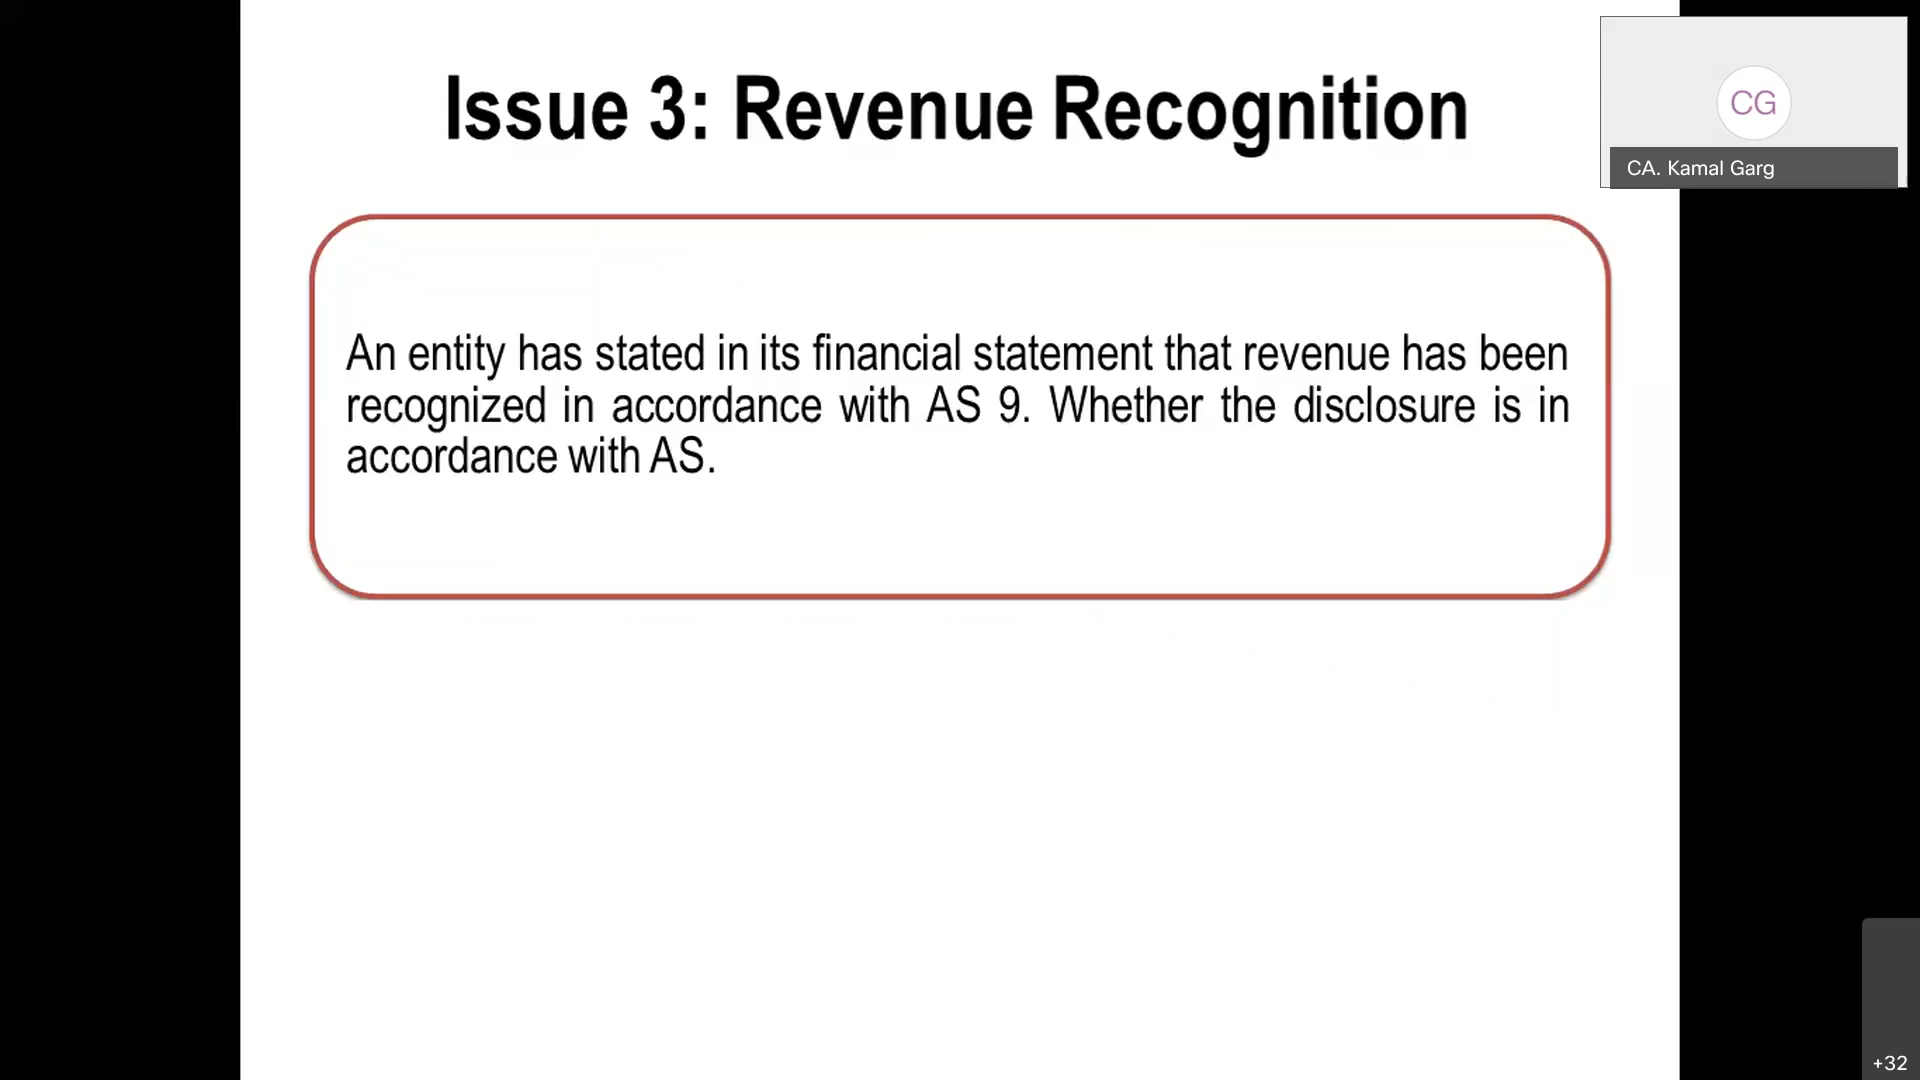 Issue 3: Revenue Recognition
CG
CA. Kamal Garg
An entity has stated in its financial statement that revenue has been
recognized in accordance with AS 9. Whether the disclosure is in
accordance with AS.
+32